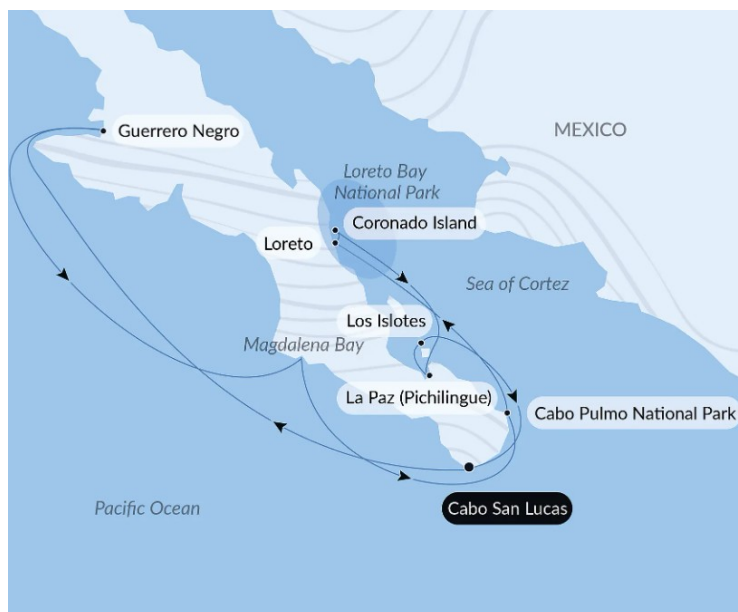 Guerrero Negro
MEXICO
Loreto Bay
National Park
Coronado Island
Loreto
Sea of Cortez
Los Islotes
Magdalena Bay
La Paz (Pichilingue)
Cabo Pulmo National Park
Pacific Ocean
Cabo San Lucas